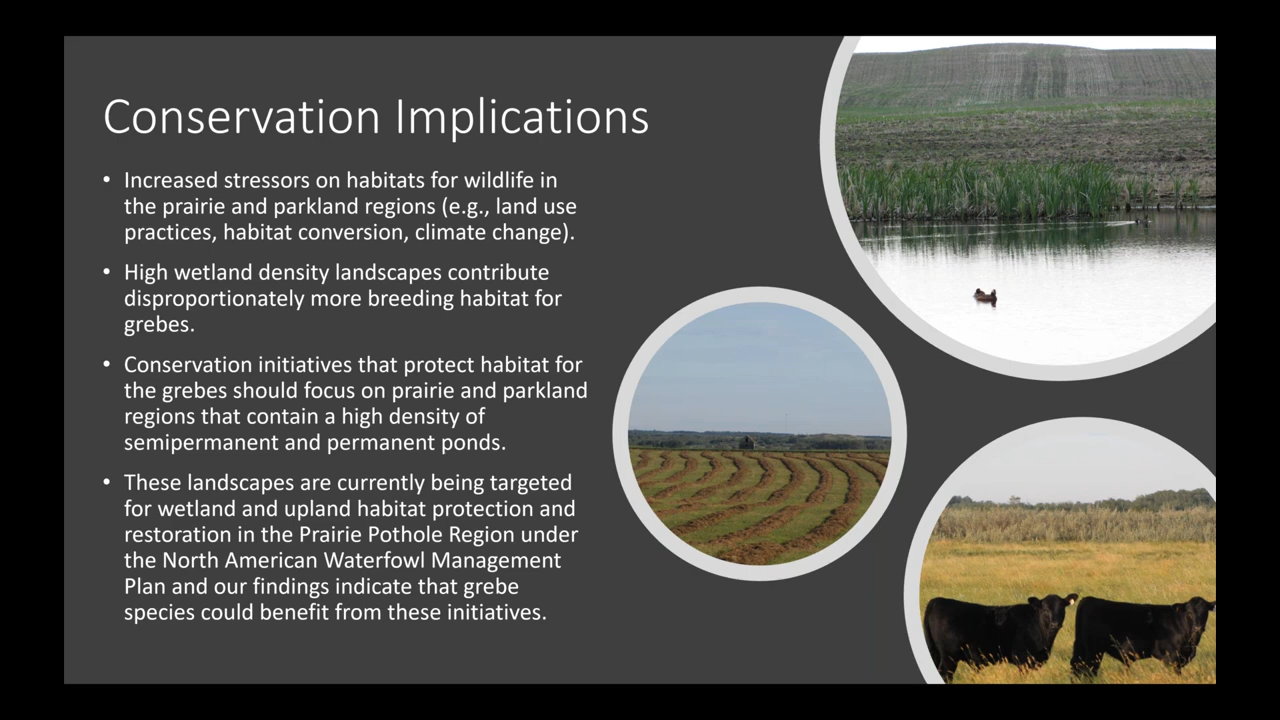 Conservation Implications
• Increased stressors on habitats for wildlife in
the prairie and parkland regions (e.g., land use
practices, habitat conversion, climate change).
• High wetland density landscapes contribute
disproportionately more breeding habitat for
grebes.
• Conservation initiatives that protect habitat for
the grebes should focus on prairie and parkland
regions that contain a high density of
semipermanent and permanent ponds.
• These landscapes are currently being targeted
for wetland and upland habitat protection and
restoration in the Prairie Pothole Region under
the North American Waterfowl Management
Plan and our findings indicate that grebe
species could benefit from these initiatives.